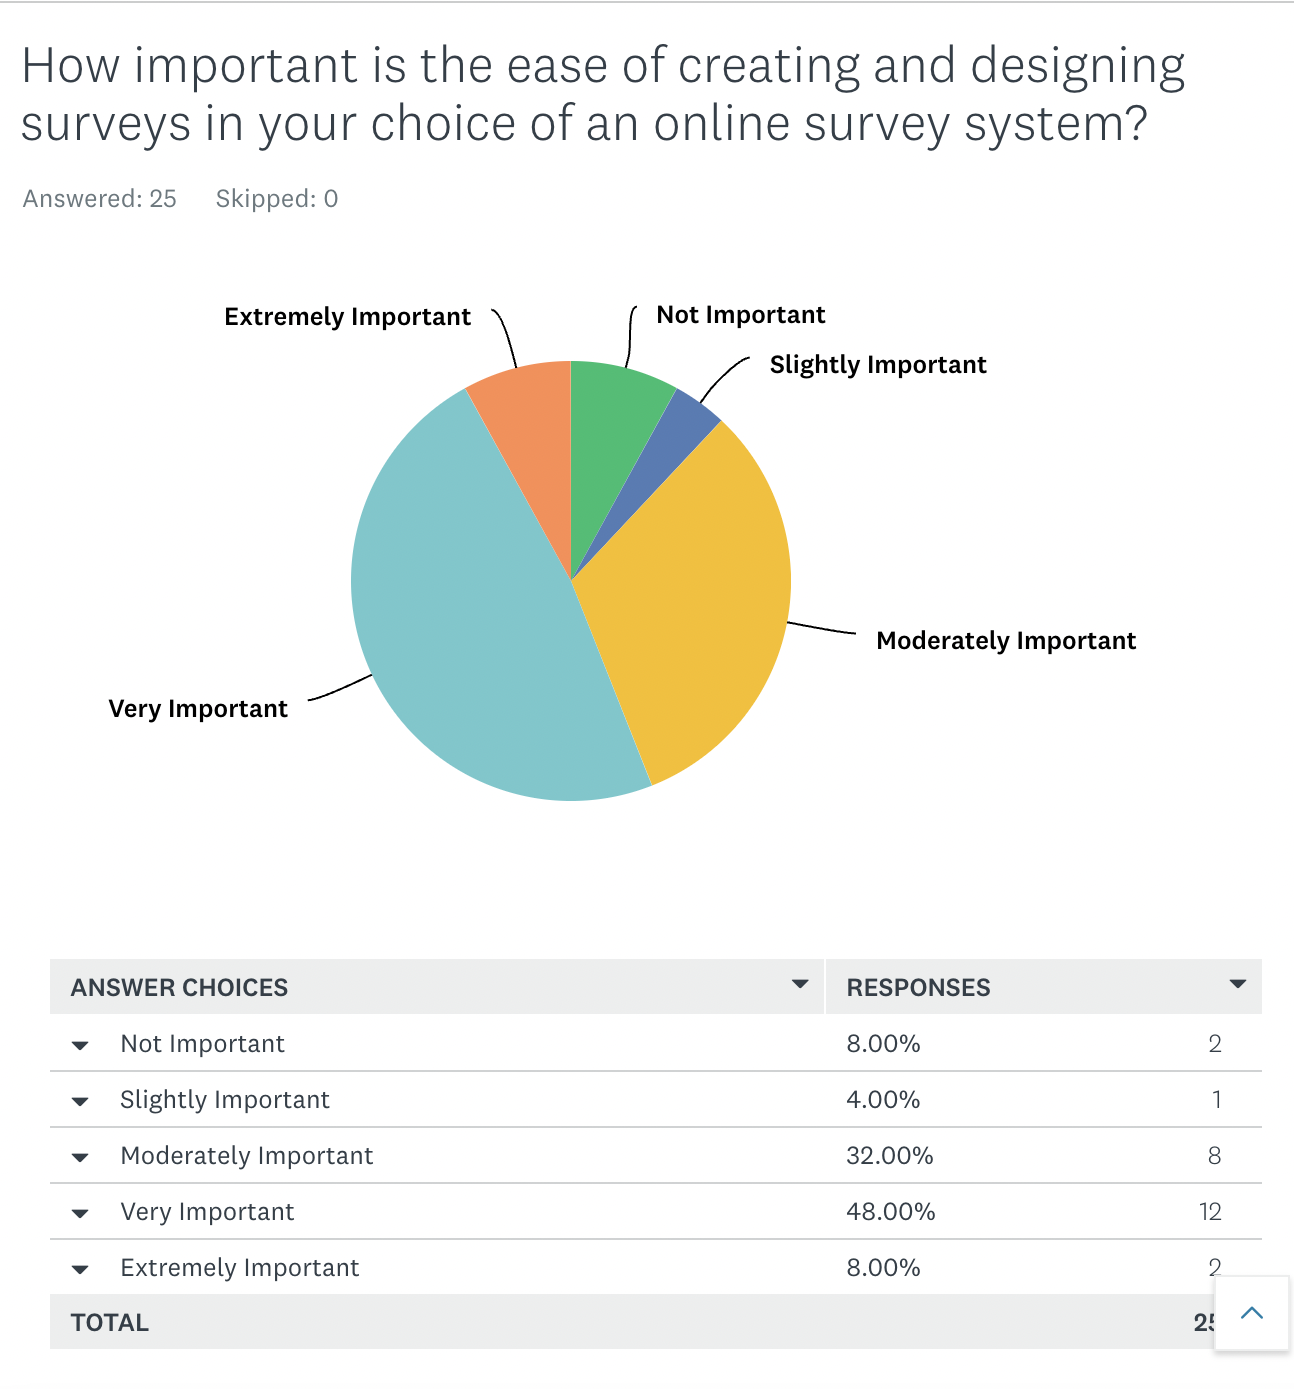 How important is the ease of creating and designing
surveys in your choice of an online survey system?
Answered: 25 Skipped: 0
Extremely Important
Not Important
Slightly Important
Moderately Important
Very Important
ANSWER CHOICES RESPONSES
Not Important 8.00% 2
Slightly Important 4.00% 1
Moderately Important 32.00% 8
Very Important 48.00% 12
Extremely Important 8.00% 2
TOTAL 25